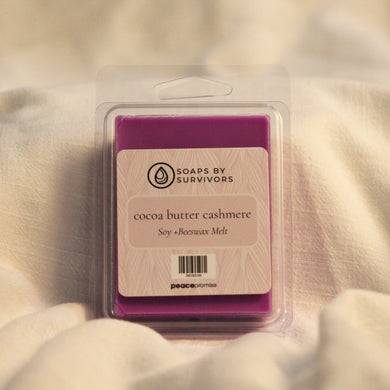 SOAPS BY
SURVIVORS
cocoa butter cashmere
Soy +Beeswax Melt
peacepromise